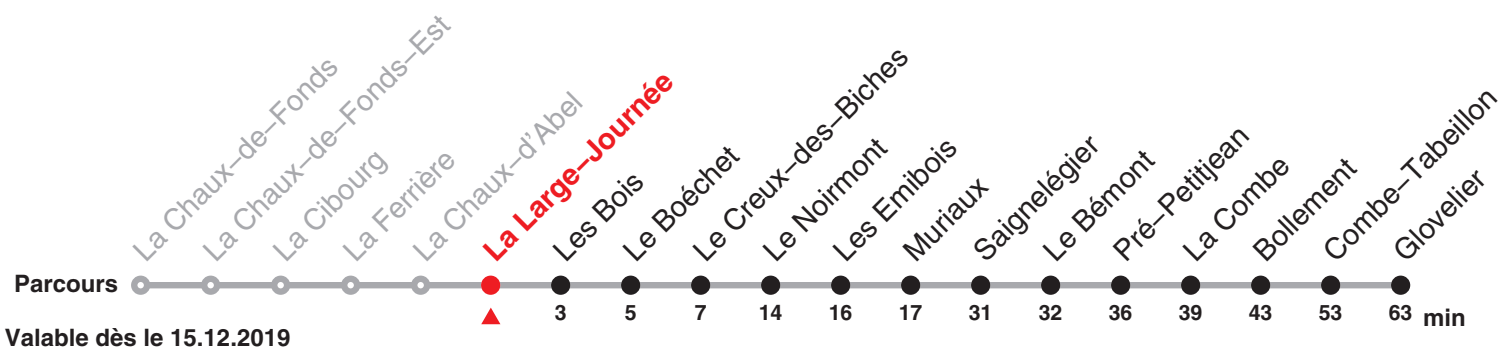 La Chaux–de–Fonds
La Chaux–de–Fonds–Est
La Cibourg
La Ferrière
La Chaux–d'Abel
La Large–Journée
Les Bois
Le Boéchet
Le Creux–des–Biches
Le Noirmont
Les Emibois
Muriaux
Saignelégier
Le Bémont
Pré–Petitjean
La Combe
Bollement
Combe–Tabeillon
Glovelier
Parcours
3 5 7 14 16 17 31 32 36 39 43 53 63 min
Valable dès le 15.12.2019